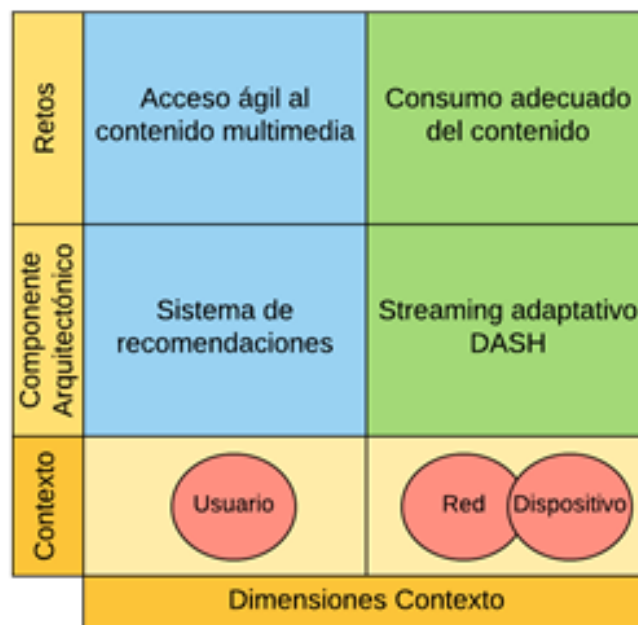 Retos
Acceso ágil al
contenido multimedia
Consumo adecuado
del contenido
Componente
Arquitectónico
Sistema de
recomendaciones
Streaming adaptativo
DASH
Contexto
Usuario
Red
Dispositivo
Dimensiones Contexto